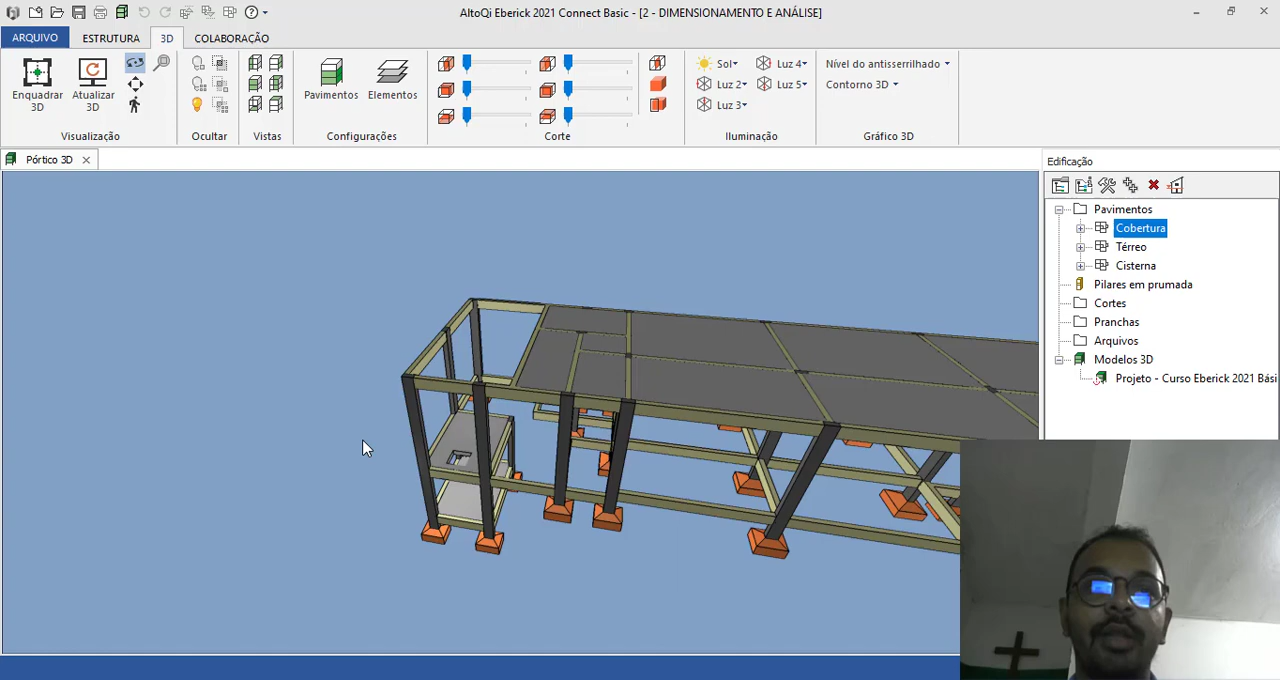 AltoQi Eberick 2021 Connect Basic - [2 - DIMENSIONAMENTO E ANÁLISE]
ARQUIVO ESTRUTURA 3D COLABORAÇÃO
Enquadrar 3D
Atualizar 3D
Visualização
Ocultar
Vistas
Pavimentos
Elementos
Configurações
Corte
Sol
Luz 2
Luz 3
Luz 4
Luz 5
Iluminação
Nível do antisserrilhado
Contorno 3D
Gráfico 3D
Pórtico 3D
Edificação
Pavimentos
Cobertura
Térreo
Cisterna
Pilares em prumada
Cortes
Pranchas
Arquivos
Modelos 3D
Projeto - Curso Eberick 2021 Bási